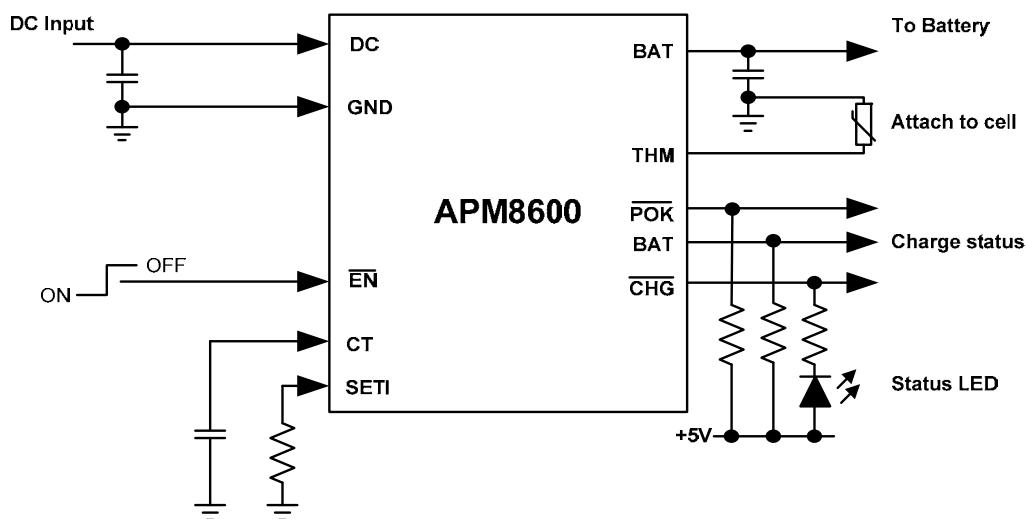 DC Input
DC
GND
BAT
To Battery
Attach to cell
THM
APM8600
POK
BAT
Charge status
CHG
ON
OFF
EN
CT
SETI
Status LED
+5V